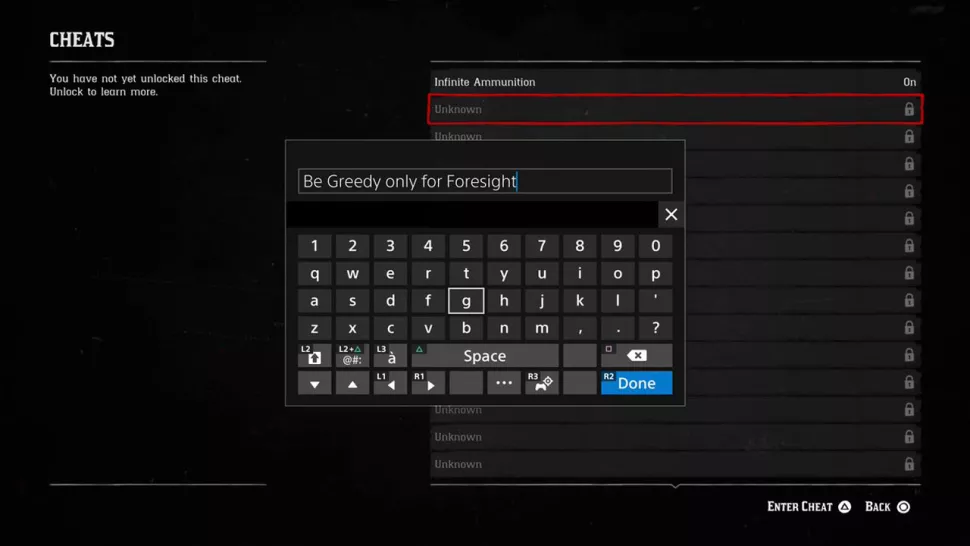 CHEATS
You have not yet unlocked this cheat.
Unlock to learn more.
Infinite Ammunition On
Unknown
Unknown
Be Greedy only for Foresight
1 2 3 4 5 6 7 8 9 0
q w e r t y u i o p
a s d f g h j k l '
z x c v b n m , . ?
L2 L2+△ @#: L3 à △ Space
L1 R1 ... R3 R2 Done
Unknown
Unknown
Unknown
ENTER CHEAT BACK